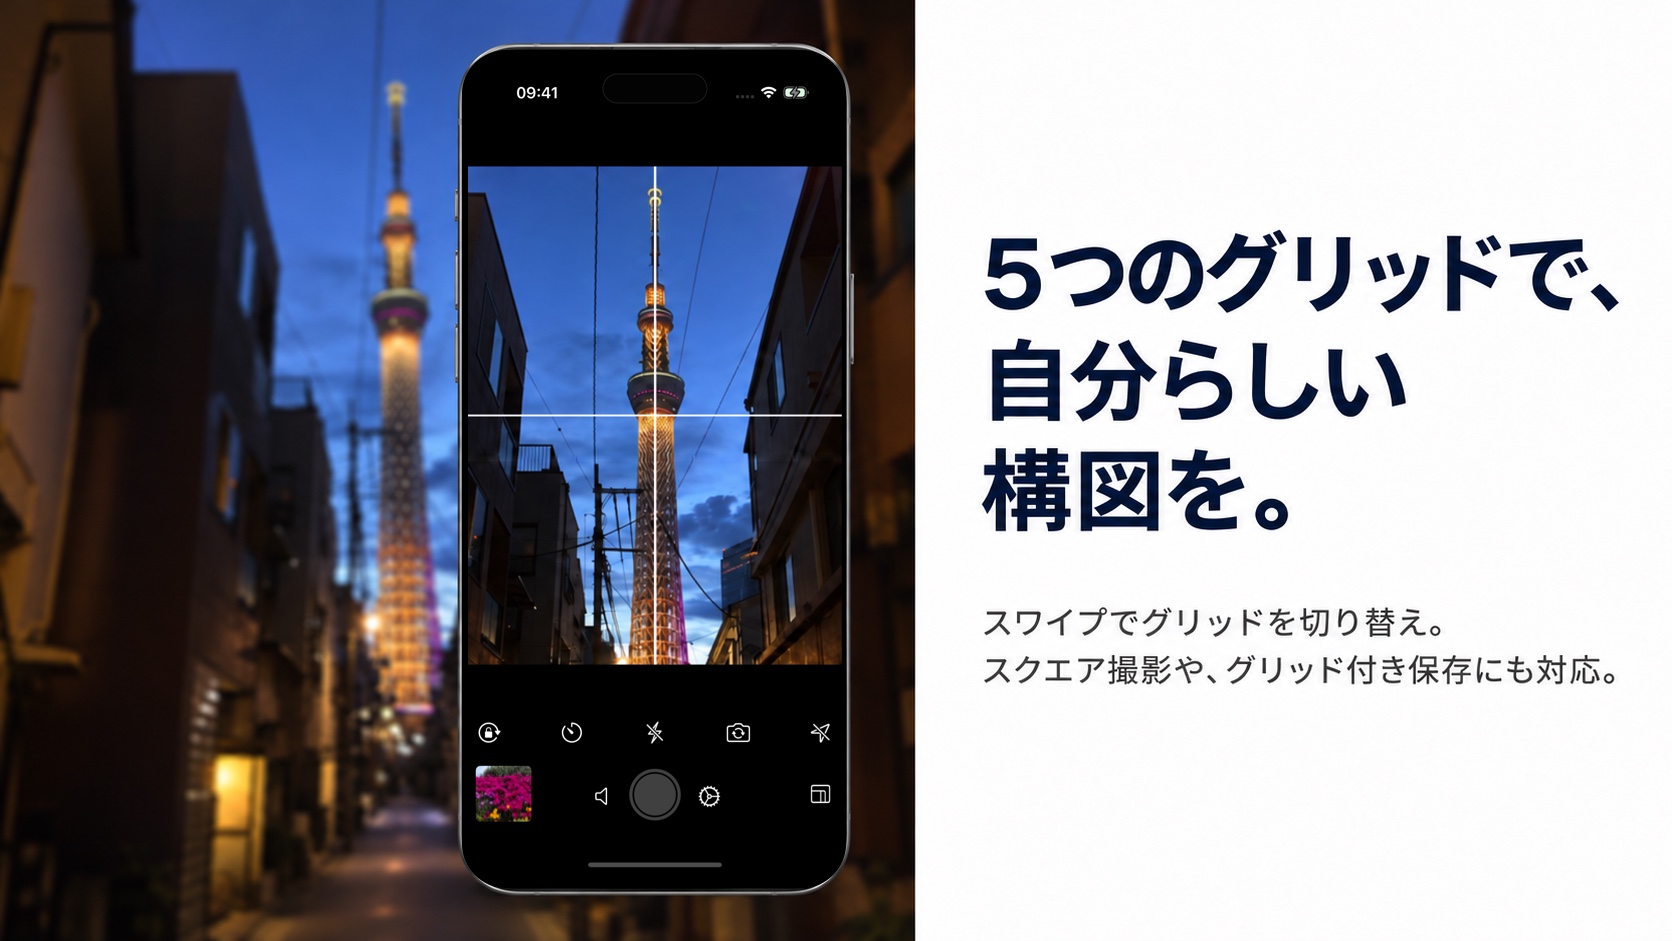 09:41
5つのグリッドで、
自分らしい
構図を。
スワイプでグリッドを切り替え。
スクエア撮影や、グリッド付き保存にも対応。